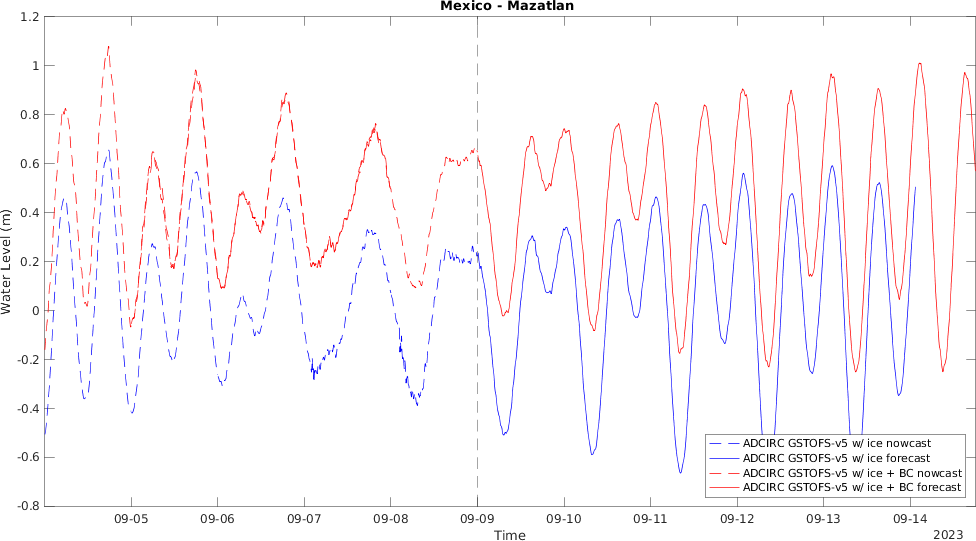 Mexico - Mazatlan
1.2
1
0.8
0.6
0.4
0.2
0
-0.2
-0.4
-0.6
-0.8
Water Level (m)
ADCIRC GSTOFS-v5 w/ ice nowcast
ADCIRC GSTOFS-v5 w/ ice forecast
ADCIRC GSTOFS-v5 w/ ice + BC nowcast
ADCIRC GSTOFS-v5 w/ ice + BC forecast
09-05 09-06 09-07 09-08 09-09 09-10 09-11 09-12 09-13 09-14
Time
2023